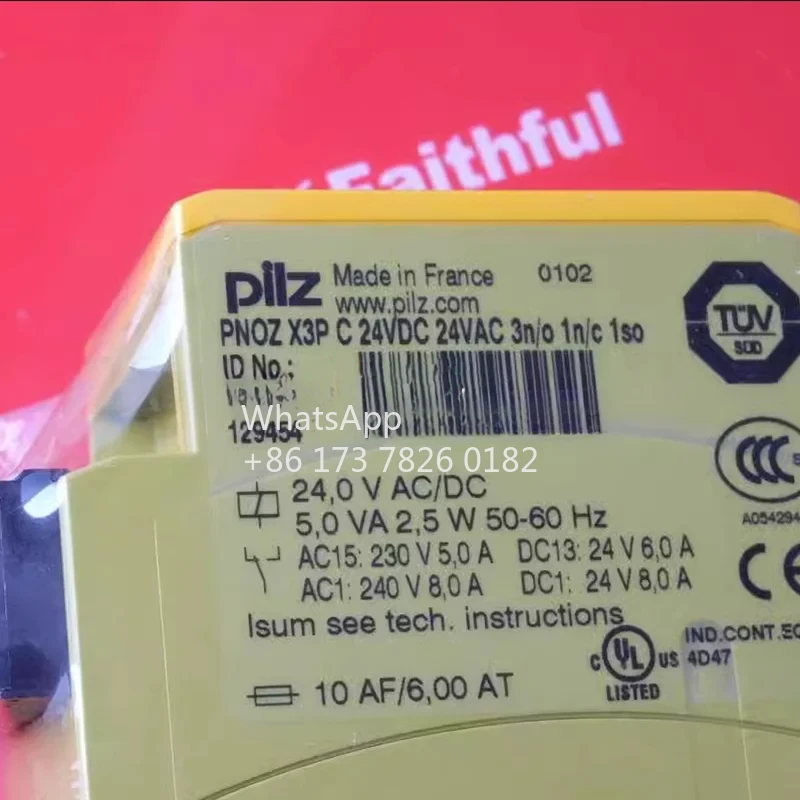 Faithful
pilz Made in France 0102
www.pilz.com
PNOZ X3P C 24VDC 24VAC 3n/o 1n/c 1so
ID No.:
WhatsApp
129454
+86 173 7826 0182
24,0 V AC/DC
5,0 VA 2,5 W 50-60 Hz
AC15: 230 V 5,0 A DC13: 24 V 6,0 A
AC1: 240 V 8,0 A DC1: 24 V 8,0 A
Isum see tech. instructions
10 AF/6,00 AT
TÜV
SÜD
CCC S
A054294
CE
IND.CONT.EQ
C UL US 4D47
LISTED